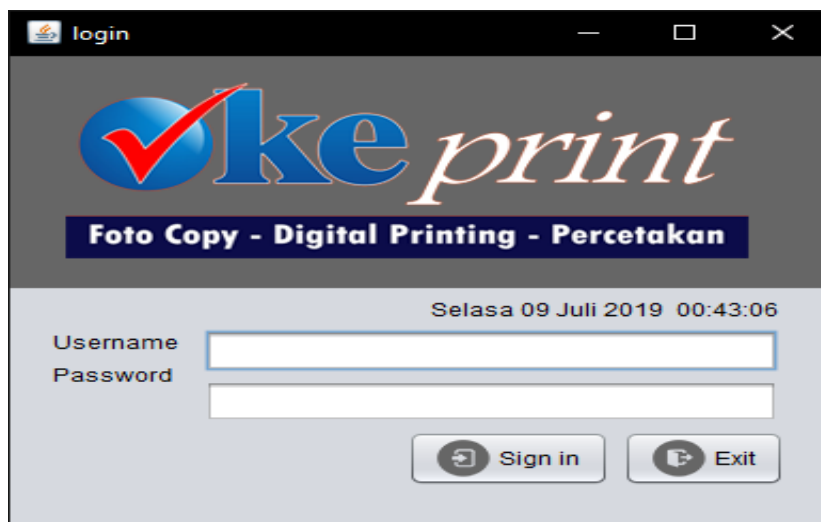 login
Oke print
Foto Copy - Digital Printing - Percetakan
Selasa 09 Juli 2019 00:43:06
Username
Password
Sign in Exit